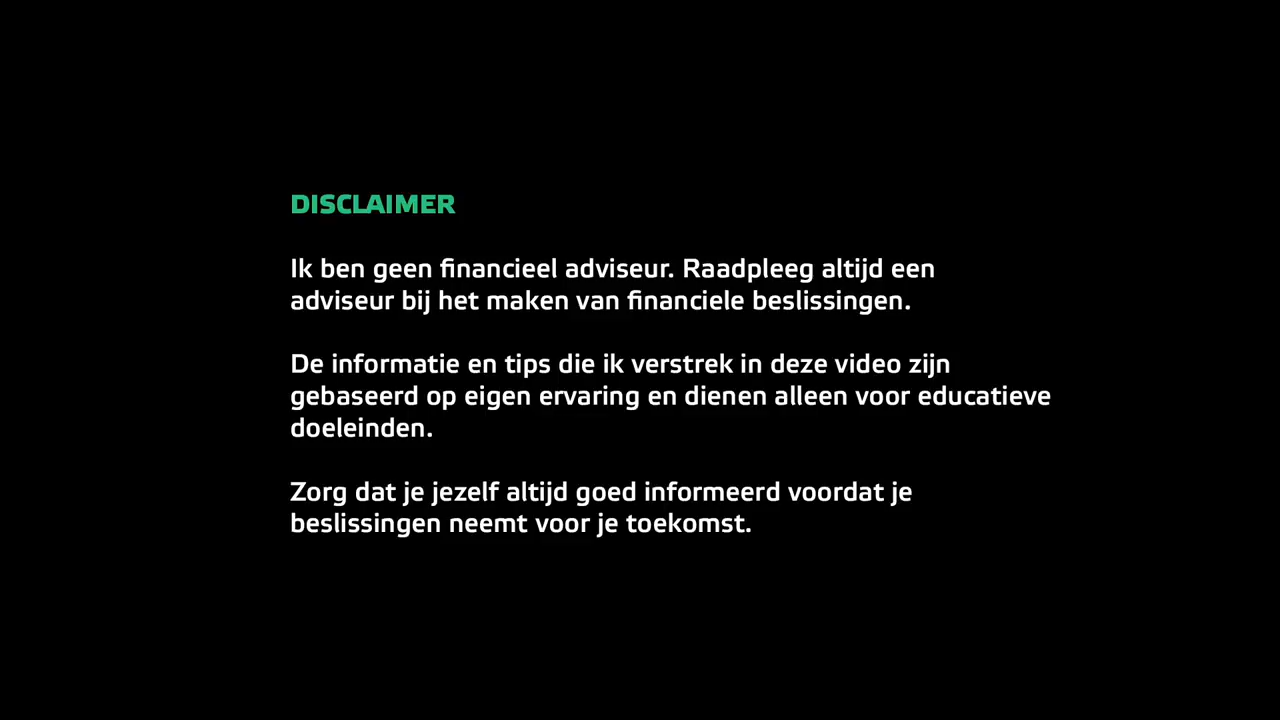 DISCLAIMER
Ik ben geen financieel adviseur. Raadpleeg altijd een
adviseur bij het maken van financiele beslissingen.
De informatie en tips die ik verstrek in deze video zijn
gebaseerd op eigen ervaring en dienen alleen voor educatieve
doeleinden.
Zorg dat je jezelf altijd goed informeerd voordat je
beslissingen neemt voor je toekomst.